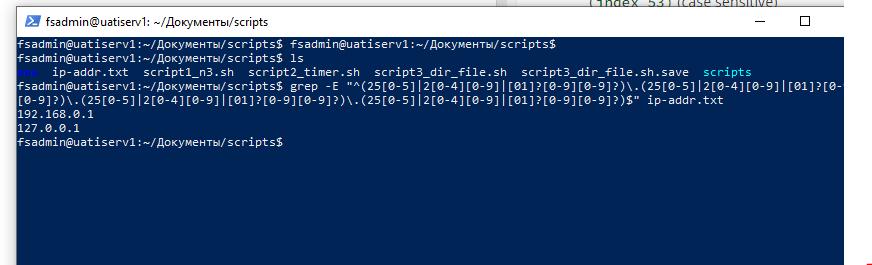 (index 53) (case sensitive)
fsadmin@uatiserv1: ~/Документы/scripts
fsadmin@uatiserv1:~/Документы/scripts$ fsadmin@uatiserv1:~/Документы/scripts$
fsadmin@uatiserv1:~/Документы/scripts$ ls
ip-addr.txt script1_n3.sh script2_timer.sh script3_dir_file.sh script3_dir_file.sh.save scripts
fsadmin@uatiserv1:~/Документы/scripts$ grep -E "^(25[0-5]|2[0-4][0-9]|[01]?[0-9][0-9]?)\.(25[0-5]|2[0-4][0-9]|[01]?[0-
[0-9]?)\.(25[0-5]|2[0-4][0-9]|[01]?[0-9][0-9]?)\.(25[0-5]|2[0-4][0-9]|[01]?[0-9][0-9]?)$" ip-addr.txt
192.168.0.1
127.0.0.1
fsadmin@uatiserv1:~/Документы/scripts$